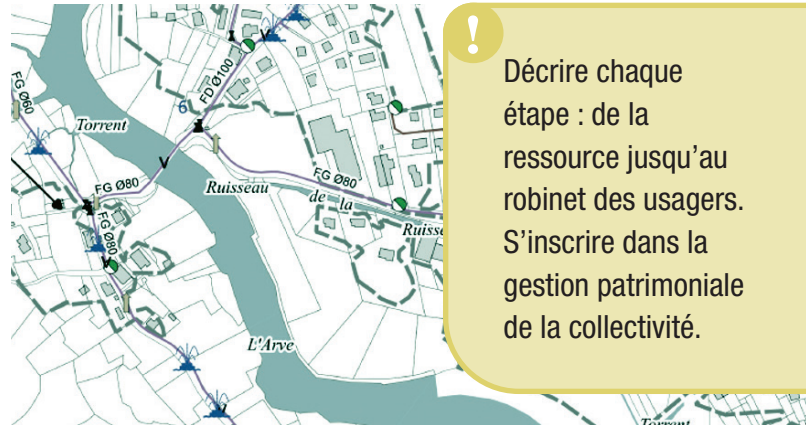 FG Ø60
Torrent
FG Ø80
FG Ø80
6
FD Ø100
Ruisseau
FG Ø80
de
la
Ruisse
L'Arve
Torrent
!
Décrire chaque
étape : de la
ressource jusqu'au
robinet des usagers.
S'inscrire dans la
gestion patrimoniale
de la collectivité.